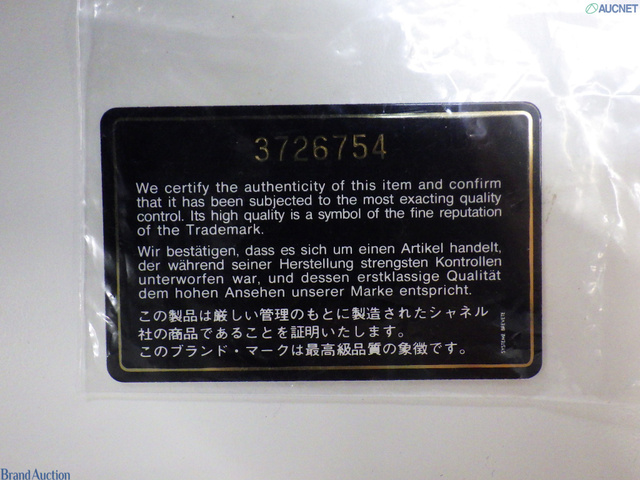 AUCNET
3726754
We certify the authenticity of this item and confirm
that it has been subjected to the most exacting quality
control. Its high quality is a symbol of the fine reputation
of the Trademark.
Wir bestätigen, dass es sich um einen Artikel handelt,
der während seiner Herstellung strengsten Kontrollen
unterworfen war, und dessen erstklassige Qualität
dem hohen Ansehen unserer Marke entspricht.
この製品は厳しい管理のもとに製造されたシャネル
社の商品であることを証明いたします。
このブランド・マークは最高級品質の象徴です。
Brand Auction